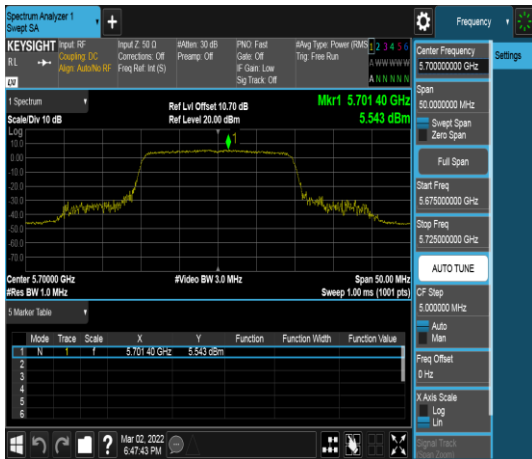 Spectrum Analyzer 1
Swept SA
Frequency
Settings
KEYSIGHT
RL
LXI
Input: RF
Coupling: DC
Align: Auto/No RF
Input Z: 50 Ω
Corrections: Off
Freq Ref: Int (S)
#Atten: 30 dB
Preamp: Off
PNO: Fast
Gate: Off
IF Gain: Low
Sig Track: Off
#Avg Type: Power (RMS
Trig: Free Run
1 2 3 4 5 6
A W W W W W
A N N N N N
1 Spectrum
Scale/Div 10 dB
Ref Lvl Offset 10.70 dB
Ref Level 20.00 dBm
Mkr1 5.701 40 GHz
5.543 dBm
Log
10.0
0.00
-10.0
-20.0
-30.0
-40.0
-50.0
-60.0
-70.0
1
Center 5.70000 GHz
#Res BW 1.0 MHz
#Video BW 3.0 MHz
Span 50.00 MHz
Sweep 1.00 ms (1001 pts)
5 Marker Table
Mode Trace Scale X Y Function Function Width Function Value
1 N 1 f 5.701 40 GHz 5.543 dBm
2
3
4
5
6
Mar 02, 2022
6:47:43 PM
Center Frequency
5.700000000 GHz
Span
50.0000000 MHz
Swept Span
Zero Span
Full Span
Start Freq
5.675000000 GHz
Stop Freq
5.725000000 GHz
AUTO TUNE
CF Step
5.000000 MHz
Auto
Man
Freq Offset
0 Hz
X Axis Scale
Log
Lin
Signal Track
(Span Zoom)